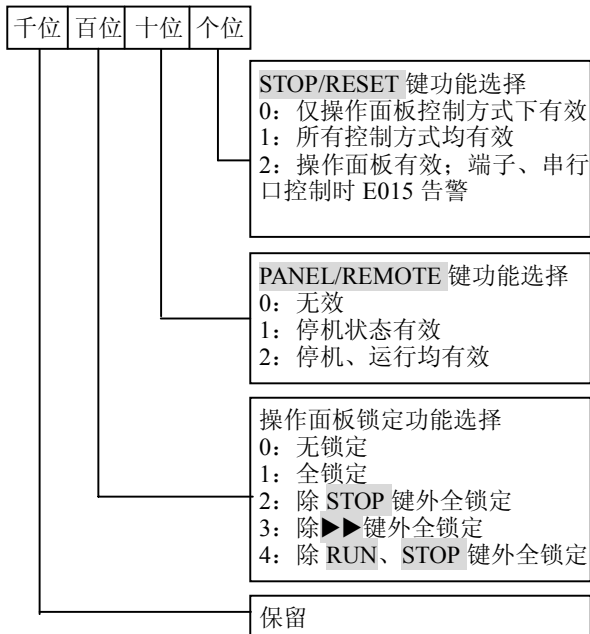 千位 百位 十位 个位
STOP/RESET 键功能选择
0：仅操作面板控制方式下有效
1：所有控制方式均有效
2：操作面板有效；端子、串行
口控制时 E015 告警
PANEL/REMOTE 键功能选择
0：无效
1：停机状态有效
2：停机、运行均有效
操作面板锁定功能选择
0：无锁定
1：全锁定
2：除 STOP 键外全锁定
3：除▶▶键外全锁定
4：除 RUN、STOP 键外全锁定
保留